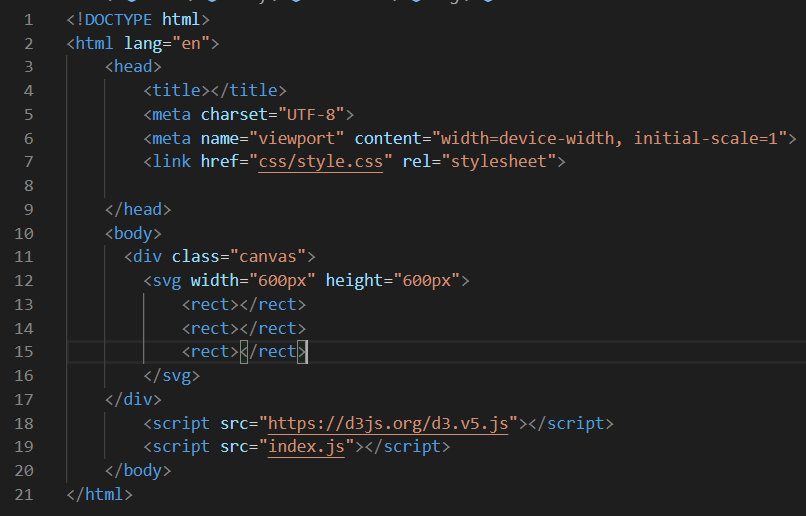 1 <!DOCTYPE html>
2 <html lang="en">
3     <head>
4         <title></title>
5         <meta charset="UTF-8">
6         <meta name="viewport" content="width=device-width, initial-scale=1">
7         <link href="css/style.css" rel="stylesheet">
8
9     </head>
10     <body>
11       <div class="canvas">
12         <svg width="600px" height="600px">
13             <rect></rect>
14             <rect></rect>
15             <rect></rect>
16         </svg>
17     </div>
18         <script src="https://d3js.org/d3.v5.js"></script>
19         <script src="index.js"></script>
20     </body>
21 </html>